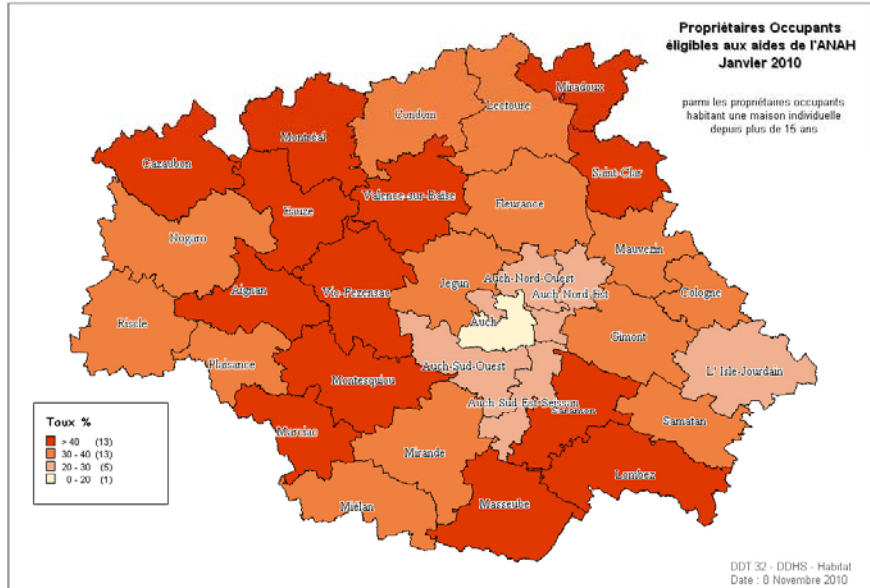 Propriétaires Occupants
éligibles aux aides de l'ANAH
Janvier 2010
parmi les propriétaires occupants
habitant une maison individuelle
depuis plus de 15 ans
Miradoux
Lectoure
Condom
Montréal
Cazaubon
Saint-Clar
Valence-sur-Baïse
Eauze
Fleurance
Nogaro
Mauvezin
Auch-Nord-Ouest
Jegun
Vic-Fezensac
Aignan
Auch-Nord-Est
Cologne
Riscle
Auch
Gimont
Plaisance
Auch-Sud-Ouest
L' Isle-Jourdain
Montesquiou
Auch-Sud Est-Seissan
Saramon
Samatan
Marciac
Mirande
Lombez
Masseube
Miélan
Taux %
> 40 (13)
30 - 40 (13)
20 - 30 (5)
0 - 20 (1)
DDT 32 - DDHS - Habitat
Date : 8 Novembre 2010